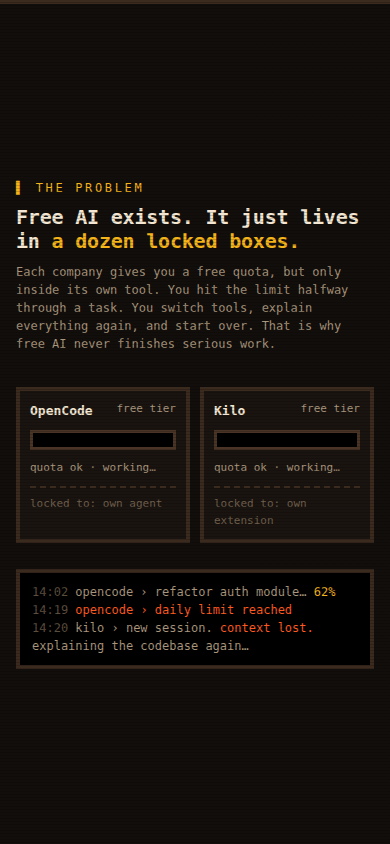 THE PROBLEM
Free AI exists. It just lives
in a dozen locked boxes.
Each company gives you a free quota, but only
inside its own tool. You hit the limit halfway
through a task. You switch tools, explain
everything again, and start over. That is why
free AI never finishes serious work.
OpenCode free tier
quota ok · working…
locked to: own agent
Kilo free tier
quota ok · working…
locked to: own
extension
14:02 opencode › refactor auth module… 62%
14:19 opencode › daily limit reached
14:20 kilo › new session. context lost.
explaining the codebase again…